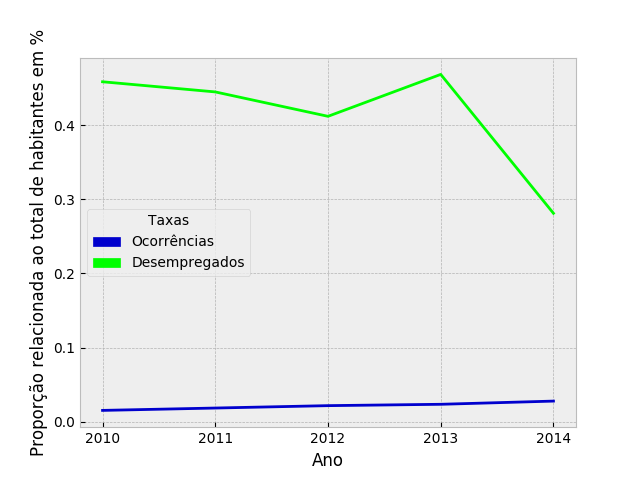 Proporção relacionada ao total de habitantes em %
0.4
0.3
0.2
0.1
0.0
Taxas
Ocorrências
Desempregados
2010 2011 2012 2013 2014
Ano